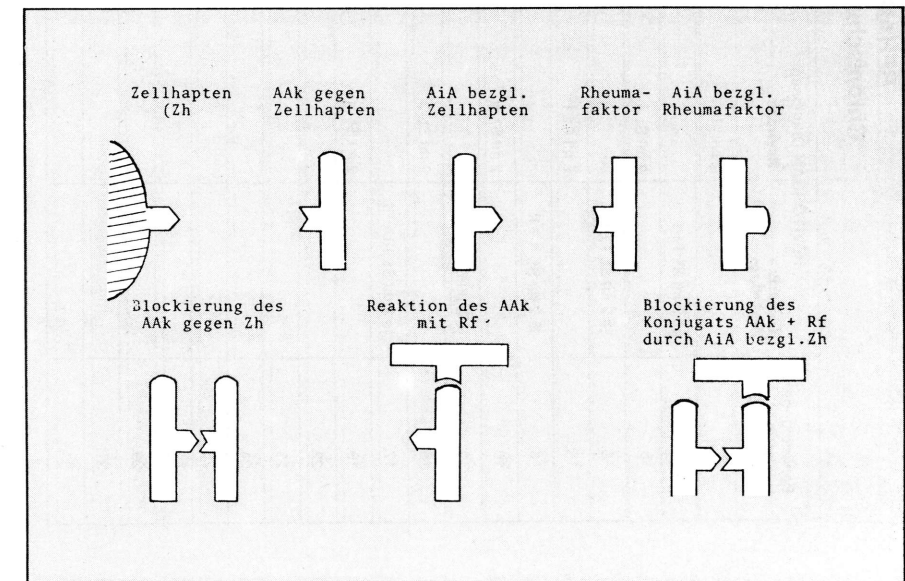 Zellhapten
(Zh
AAk gegen
Zellhapten
AiA bezgl.
Zellhapten
Rheuma-
faktor
AiA bezgl.
Rheumafaktor
Blockierung des
AAk gegen Zh
Reaktion des AAk
mit Rf
Blockierung des
Konjugats AAk + Rf
durch AiA bezgl.Zh